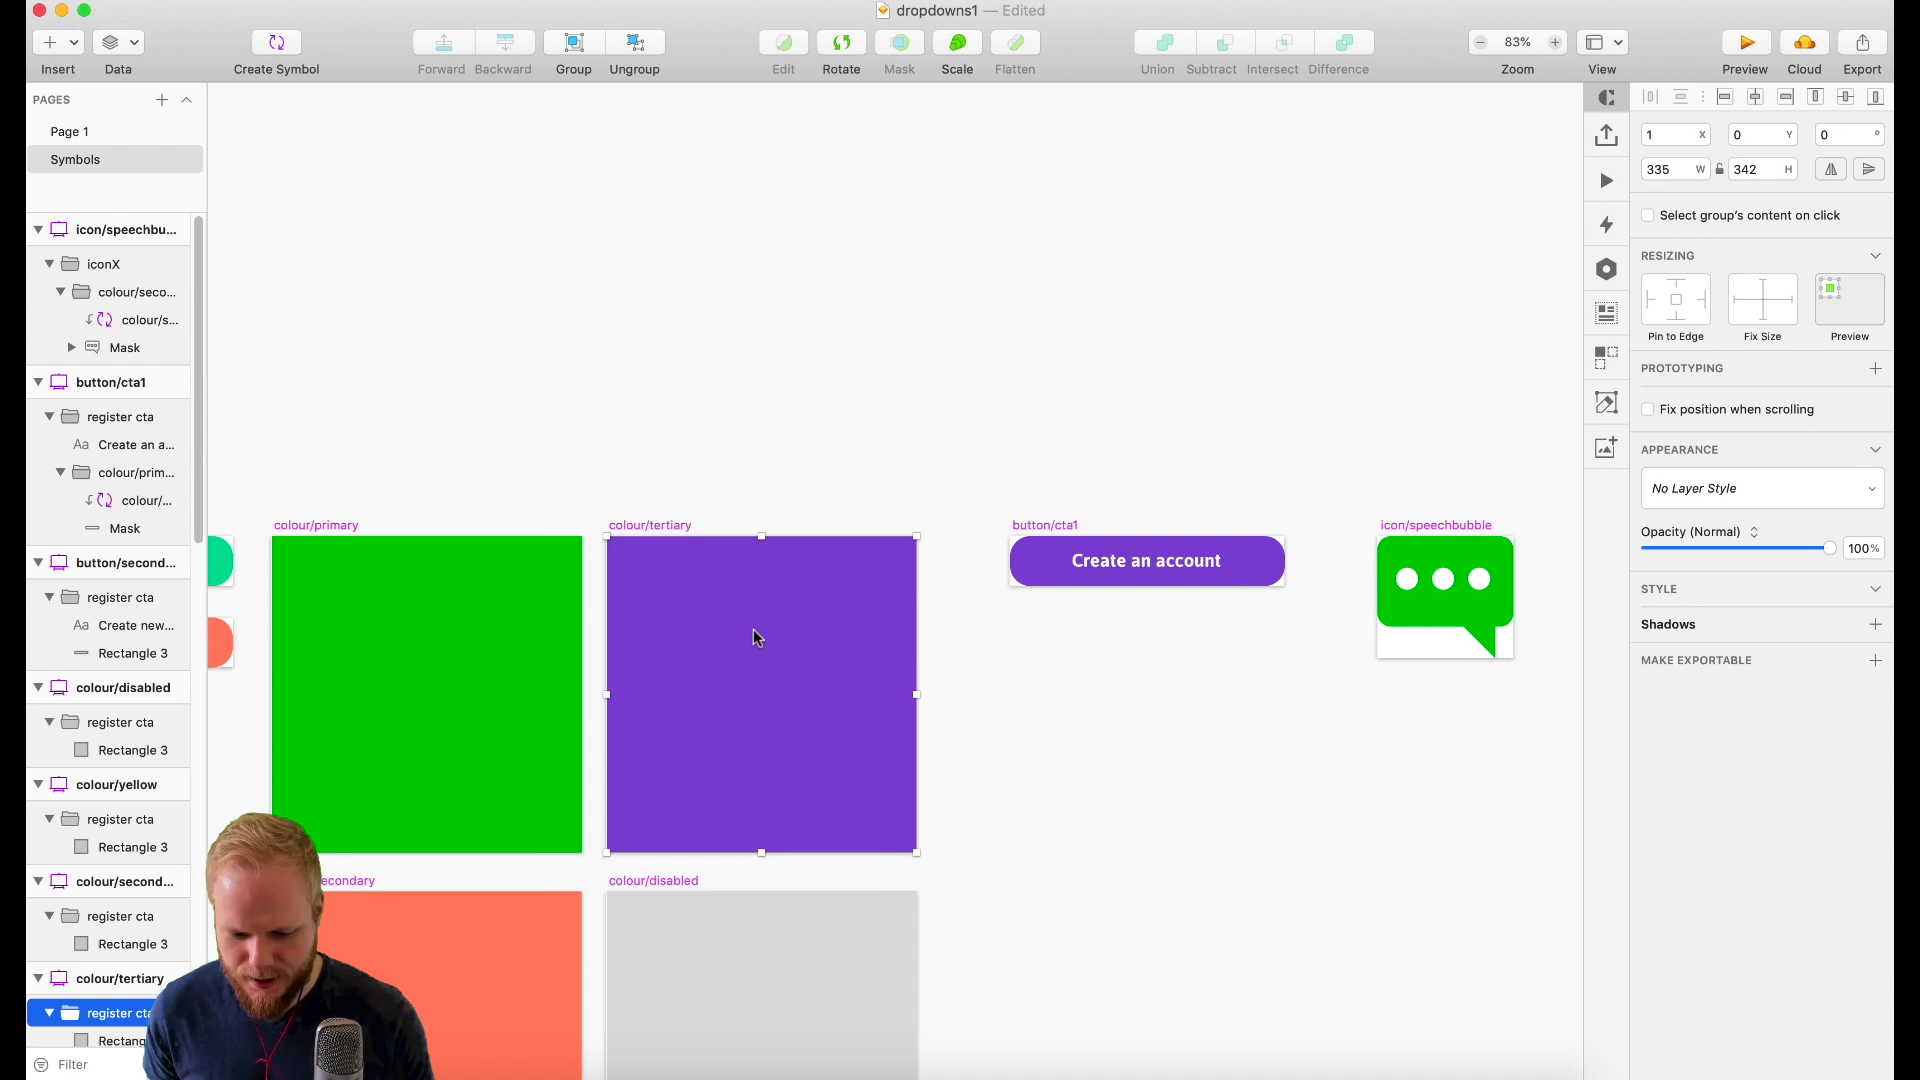 dropdowns1 — Edited
Insert
Data
Create Symbol
Forward
Backward
Group
Ungroup
Edit
Rotate
Mask
Scale
Flatten
Union
Subtract
Intersect
Difference
83%
Zoom
View
Preview
Cloud
Export
PAGES
Page 1
Symbols
icon/speechbu...
iconX
colour/seco...
colour/s...
Mask
button/cta1
register cta
Aa Create an a...
colour/prim...
colour/...
Mask
button/second...
register cta
Aa Create new...
Rectangle 3
colour/disabled
register cta
Rectangle 3
colour/yellow
register cta
Rectangle 3
colour/second...
register cta
Rectangle 3
colour/tertiary
register
Filter
colour/primary
colour/tertiary
button/cta1
Create an account
icon/speechbubble
colour/disabled
1 X
0 Y
0 °
335 W
342 H
Select group's content on click
RESIZING
Pin to Edge
Fix Size
Preview
PROTOTYPING
Fix position when scrolling
APPEARANCE
No Layer Style
Opacity (Normal)
100%
STYLE
Shadows
MAKE EXPORTABLE